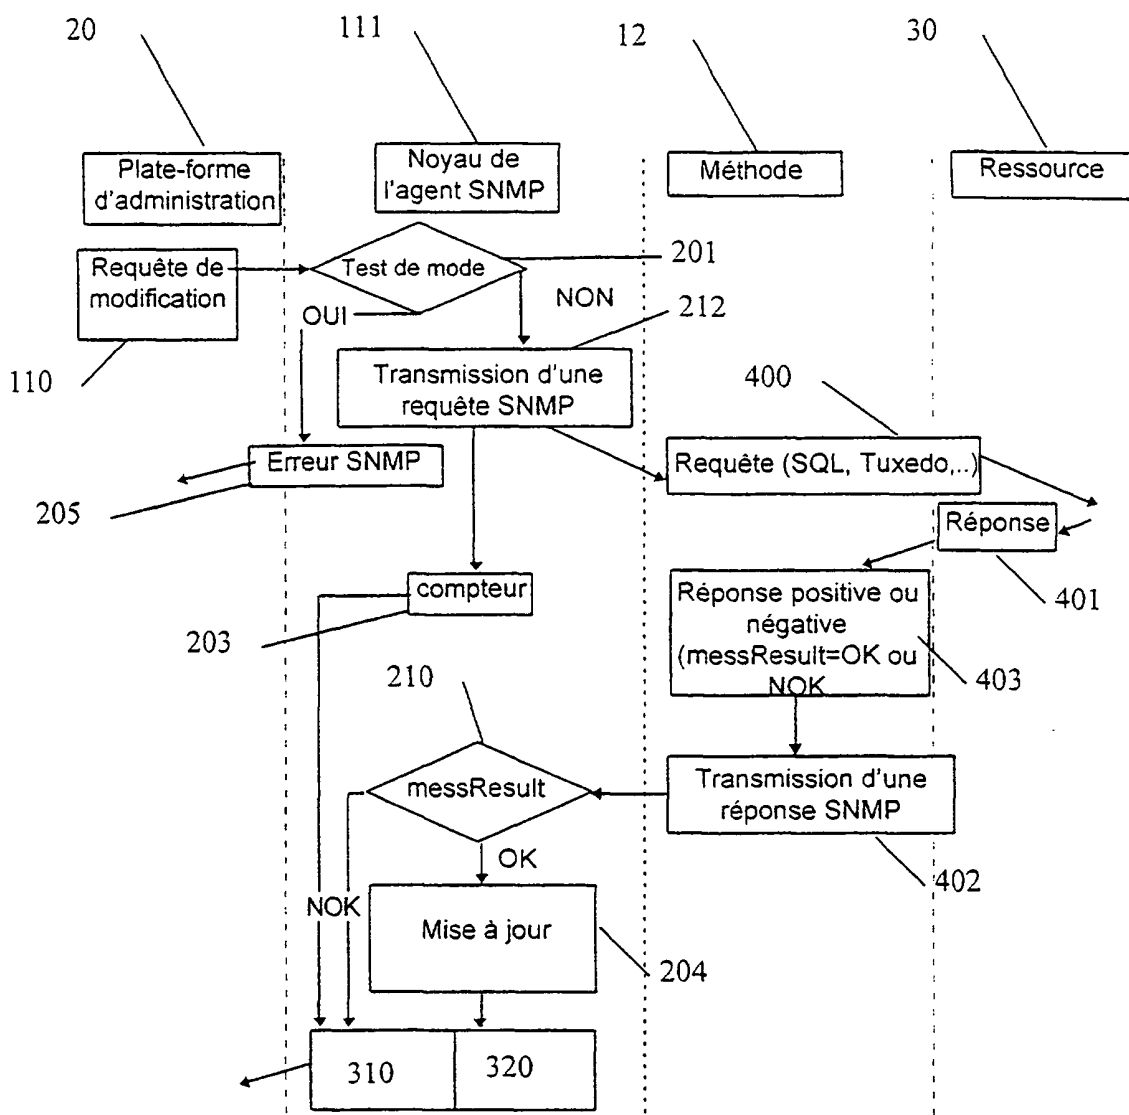 20
111
12
30
Plate-forme
d'administration
Noyau de
l'agent SNMP
Méthode
Ressource
Requête de
modification
Test de mode
201
OUI
NON
212
110
Transmission d'une
requête SNMP
400
Erreur SNMP
Requête (SQL, Tuxedo,..)
205
Réponse
401
compteur
203
Réponse positive ou
négative
(messResult=OK ou
NOK
403
210
messResult
Transmission d'une
réponse SNMP
OK
402
NOK
Mise à jour
204
310
320